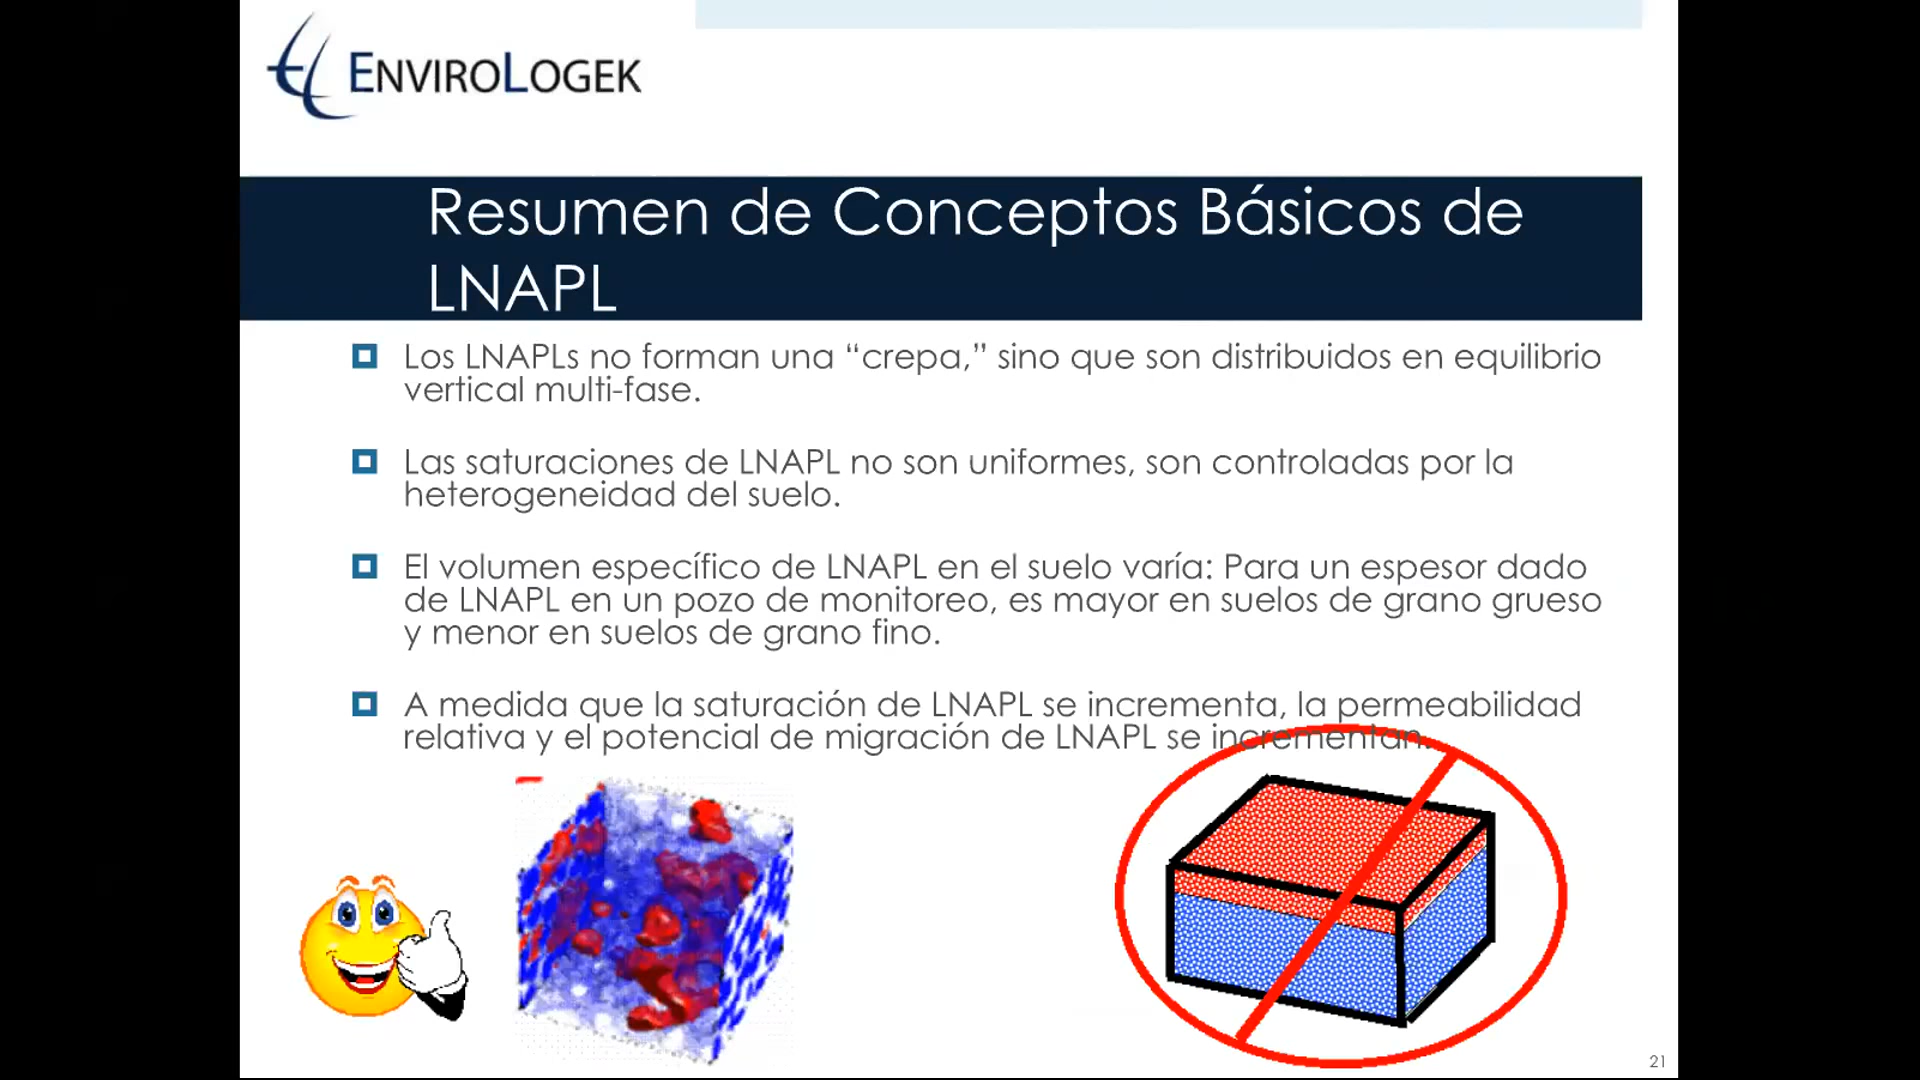 ENVIROLOGEK
Resumen de Conceptos Básicos de
LNAPL
Los LNAPLs no forman una “crepa,” sino que son distribuidos en equilibrio
vertical multi-fase.
Las saturaciones de LNAPL no son uniformes, son controladas por la
heterogeneidad del suelo.
El volumen específico de LNAPL en el suelo varía: Para un espesor dado
de LNAPL en un pozo de monitoreo, es mayor en suelos de grano grueso
y menor en suelos de grano fino.
A medida que la saturación de LNAPL se incrementa, la permeabilidad
relativa y el potencial de migración de LNAPL se incrementan.
21